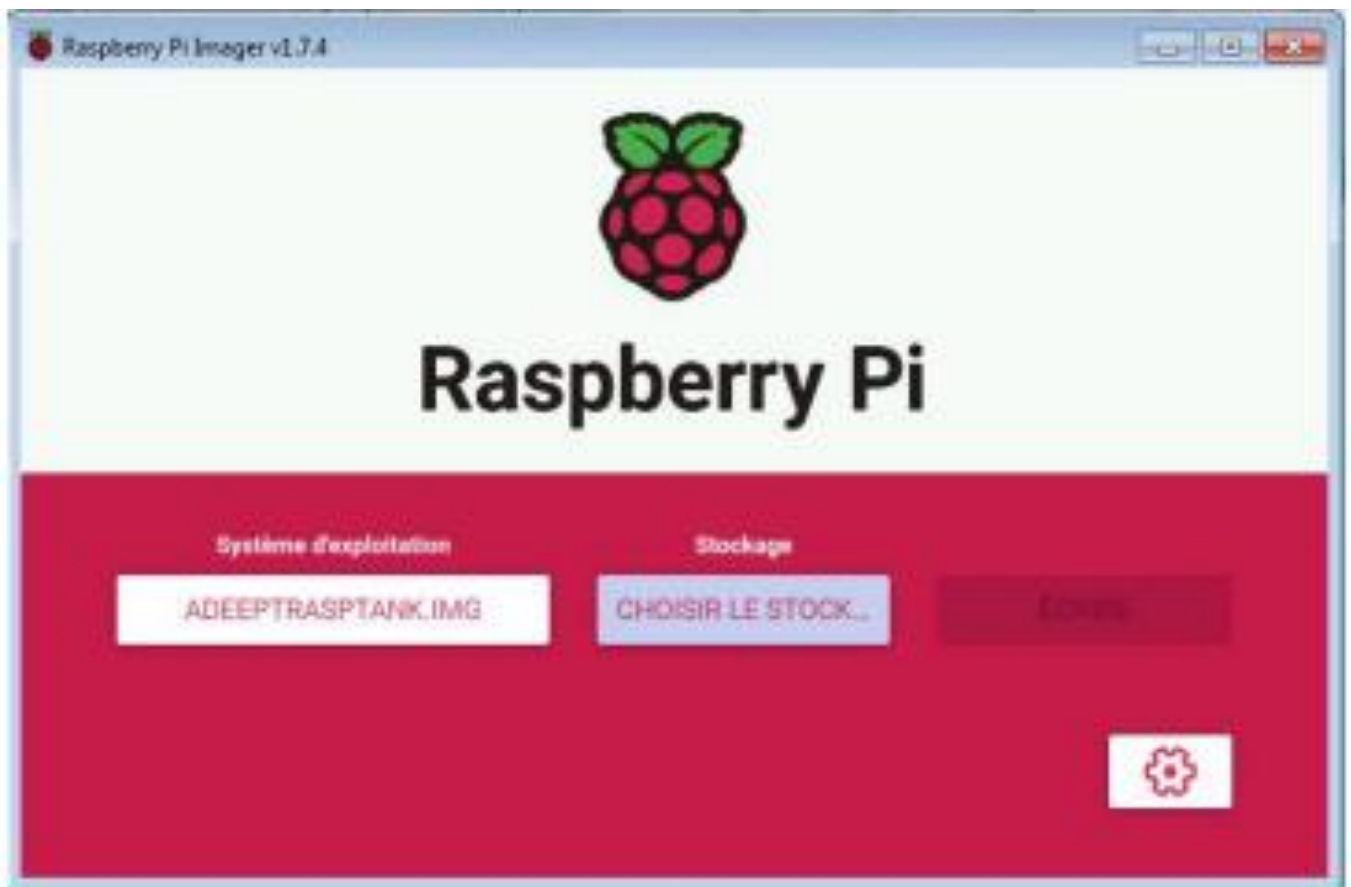 Raspberry Pi Imager v1.7.4
Raspberry Pi
Système d'exploitation
Stockage
ADEEPTRASPTANK.IMG
CHOISIR LE STOCK...